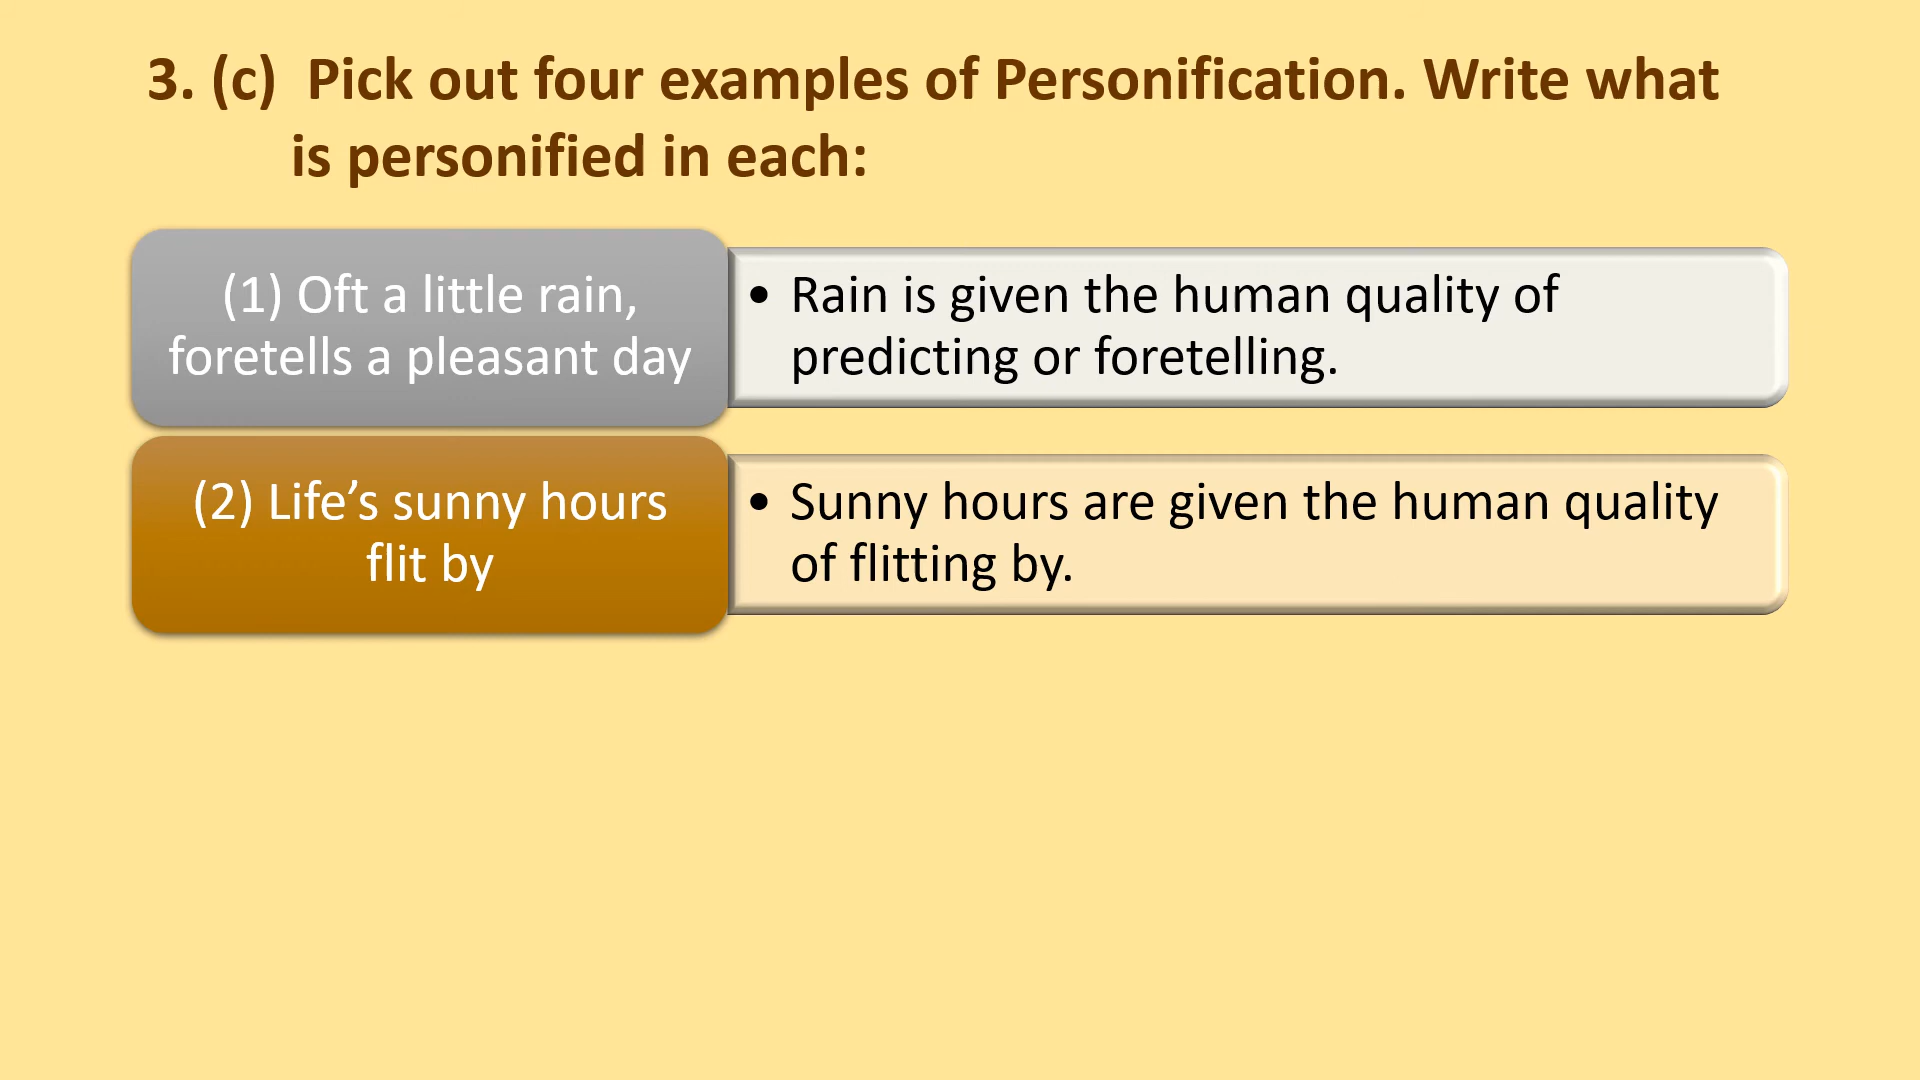 3. (c) Pick out four examples of Personification. Write what
is personified in each:
(1) Oft a little rain,
foretells a pleasant day
• Rain is given the human quality of
predicting or foretelling.
(2) Life’s sunny hours
flit by
• Sunny hours are given the human quality
of flitting by.